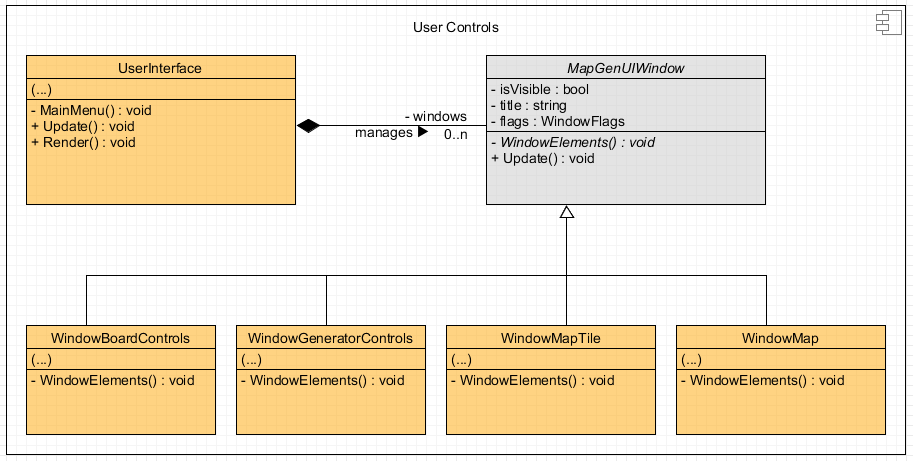 User Controls
UserInterface
(...)
- MainMenu() : void
+ Update() : void
+ Render() : void
- windows
manages
0..n
MapGenUIWindow
- isVisible : bool
- title : string
- flags : WindowFlags
- WindowElements() : void
+ Update() : void
WindowBoardControls
(...)
- WindowElements() : void
WindowGeneratorControls
(...)
- WindowElements() : void
WindowMapTile
(...)
- WindowElements() : void
WindowMap
(...)
- WindowElements() : void